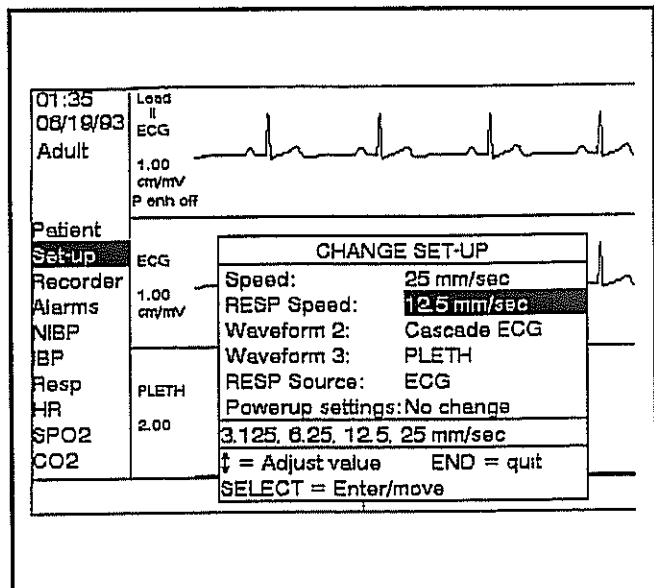 01:35
06/19/93
Adult
Lead
II
ECG
1.00
cm/mV
P enh off
Patient
Set-up
Recorder
Alarms
NIBP
IBP
Resp
HR
SPO2
CO2
ECG
1.00
cm/mV
PLETH
2.00
CHANGE SET-UP
Speed: 25 mm/sec
RESP Speed: 12.5 mm/sec
Waveform 2: Cascade ECG
Waveform 3: PLETH
RESP Source: ECG
Powerup settings: No change
3.125, 6.25, 12.5, 25 mm/sec
↕ = Adjust value END = quit
SELECT = Enter/move